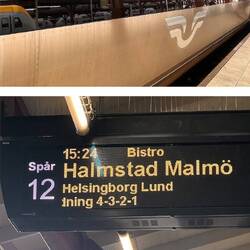 15:24 Bistro
Spår Halmstad Malmö
12 Helsingborg Lund
:ning 4-3-2-1